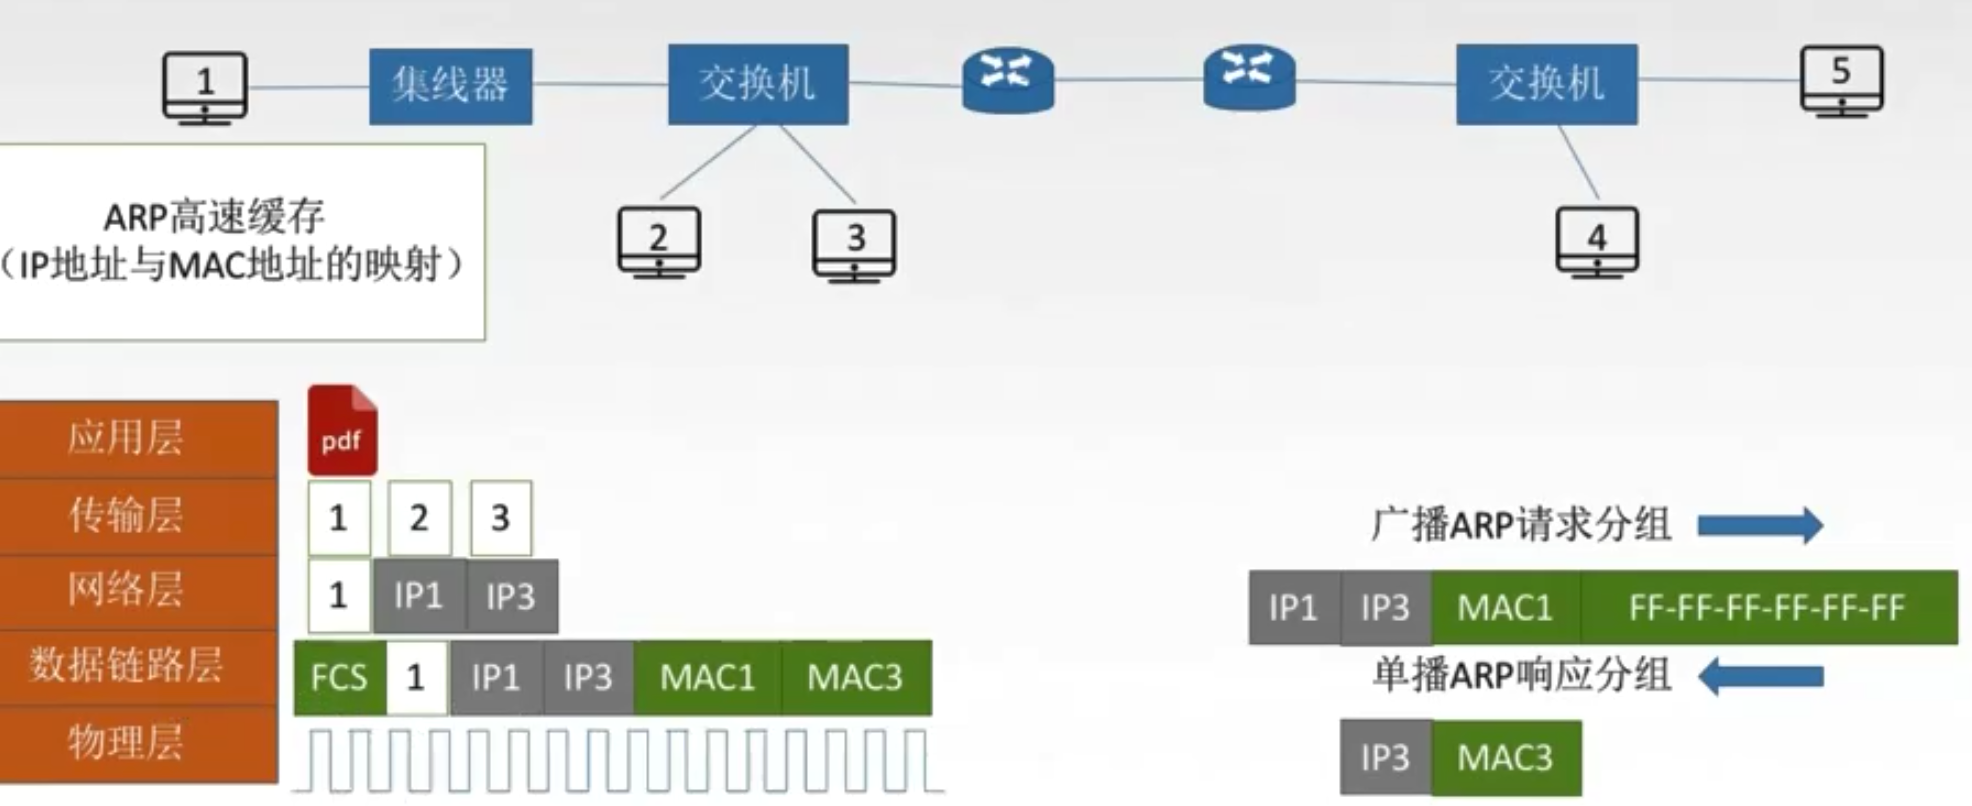 1
集线器
交换机
交换机
5
2
3
4
ARP高速缓存
（IP地址与MAC地址的映射）
应用层
pdf
传输层
1 2 3
网络层
1 IP1 IP3
数据链路层
FCS 1 IP1 IP3 MAC1 MAC3
物理层
广播ARP请求分组
IP1 IP3 MAC1 FF-FF-FF-FF-FF-FF
单播ARP响应分组
IP3 MAC3